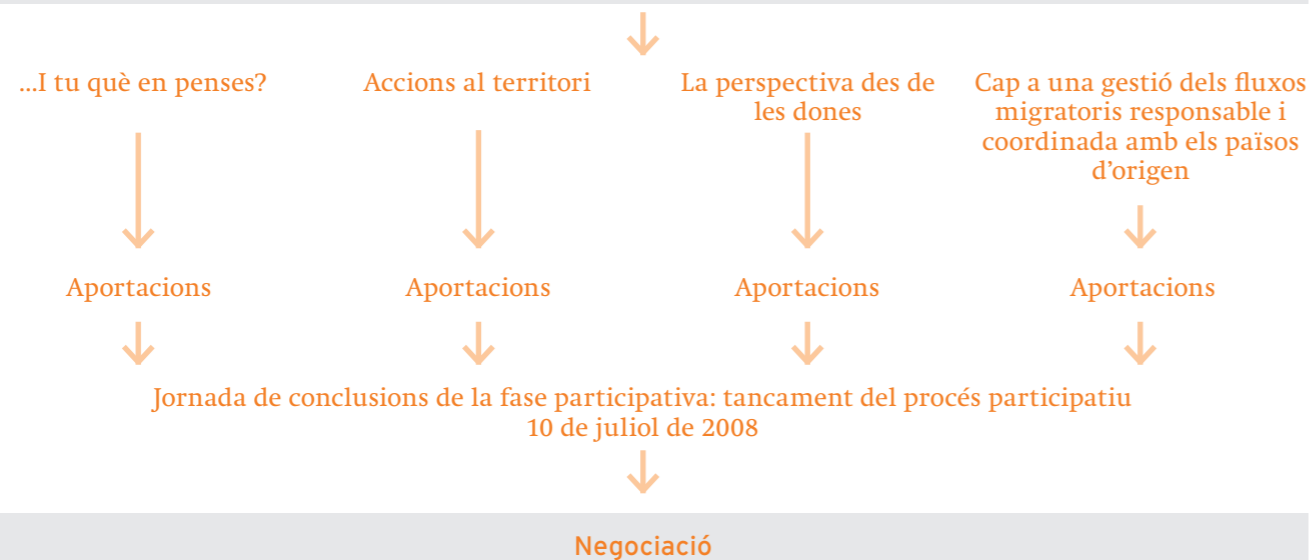 ...I tu què en penses?
Accions al territori
La perspectiva des de
les dones
Cap a una gestió dels fluxos
migratoris responsable i
coordinada amb els països
d’origen
Aportacions
Aportacions
Aportacions
Aportacions
Jornada de conclusions de la fase participativa: tancament del procés participatiu
10 de juliol de 2008
Negociació